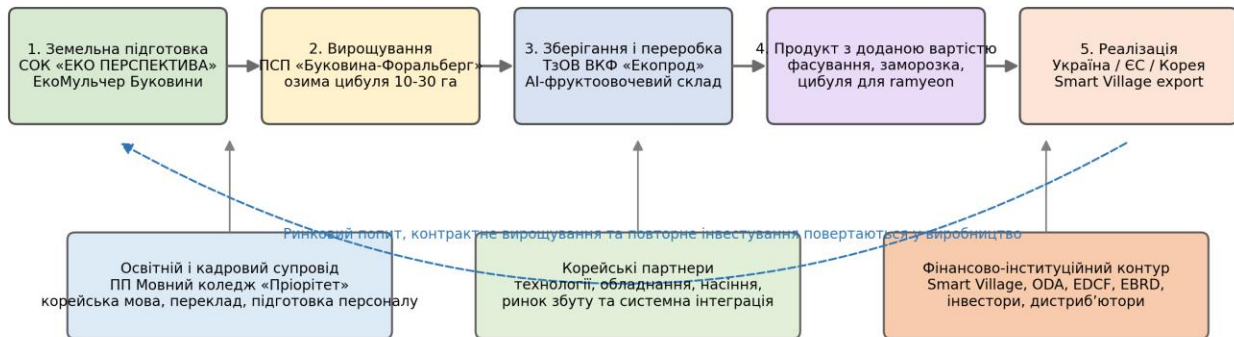 1. Земельна підготовка
СОК «ЕКО ПЕРСПЕКТИВА»
ЕкоМульчер Буковини
2. Вирощування
ПСП «Буковина-Форальберг»
озима цибуля 10-30 га
3. Зберігання і переробка
ТзОВ ВКФ «Екопрод»
AI-фруктоовочевий склад
4. Продукт з доданою вартістю
фасування, заморозка,
цибуля для ramyeon
5. Реалізація
Україна / ЄС / Корея
Smart Village export
Ринковий попит, контрактне вирощування та повторне інвестування повертаються у виробництво
Освітній і кадровий супровід
ПП Мовний коледж «Пріорітет»
корейська мова, переклад, підготовка персоналу
Корейські партнери
технології, обладнання, насіння,
ринок збуту та системна інтеграція
Фінансово-інституційний контур
Smart Village, ODA, EDCF, EBRD,
інвестори, дистриб’ютори